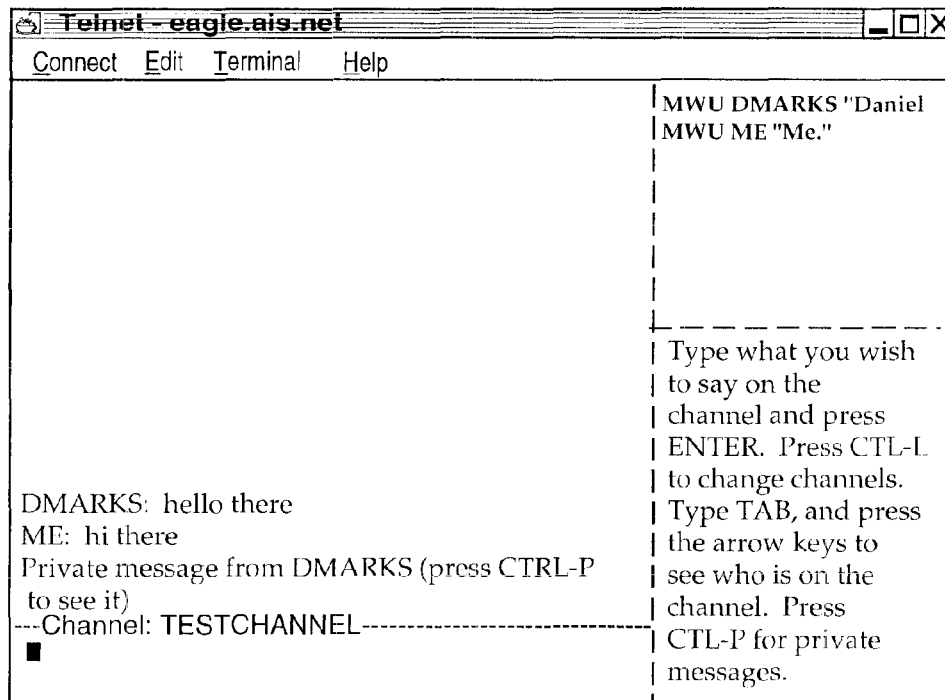 Telnet - eagle.ais.net
Connect Edit Terminal Help
MWU DMARKS "Daniel
MWU ME "Me."
DMARKS: hello there
ME: hi there
Private message from DMARKS (press CTRL-P
to see it)
---Channel: TESTCHANNEL---------------------------
Type what you wish
to say on the
channel and press
ENTER. Press CTL-L
to change channels.
Type TAB, and press
the arrow keys to
see who is on the
channel. Press
CTL-P for private
messages.